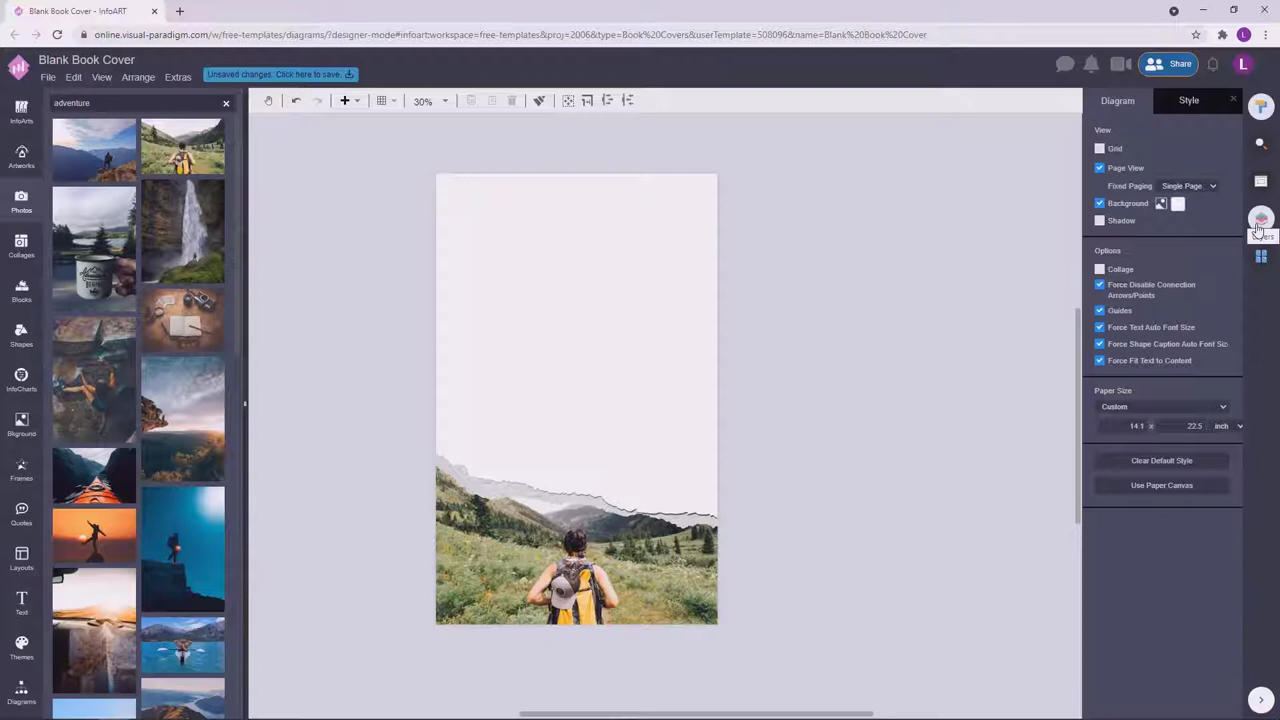 Blank Book Cover - InfoART
online.visual-paradigm.com/w/free-templates/diagrams/?designer-mode#infoart:workspace=free-templates&proj=2006&type=Book%20Covers&userTemplate=508096&name=Blank%20Book%20Cover
L
Blank Book Cover
File Edit View Arrange Extras
Unsaved changes. Click here to save.
Share
L
adventure
30%
Diagram Style
InfoArts
Artworks
Photos
Collages
Blocks
Shapes
InfoCharts
Bkground
Frames
Quotes
Layouts
Text
Themes
Diagrams
View
Grid
Page View
Fixed Paging Single Page
Background
Shadow
Options
Collage
Force Disable Connection
Arrows/Points
Guides
Force Text Auto Font Size
Force Shape Caption Auto Font Siz
Force Fit Text to Content
Paper Size
Custom
14.1 x 22.5 inch
Clear Default Style
Use Paper Canvas